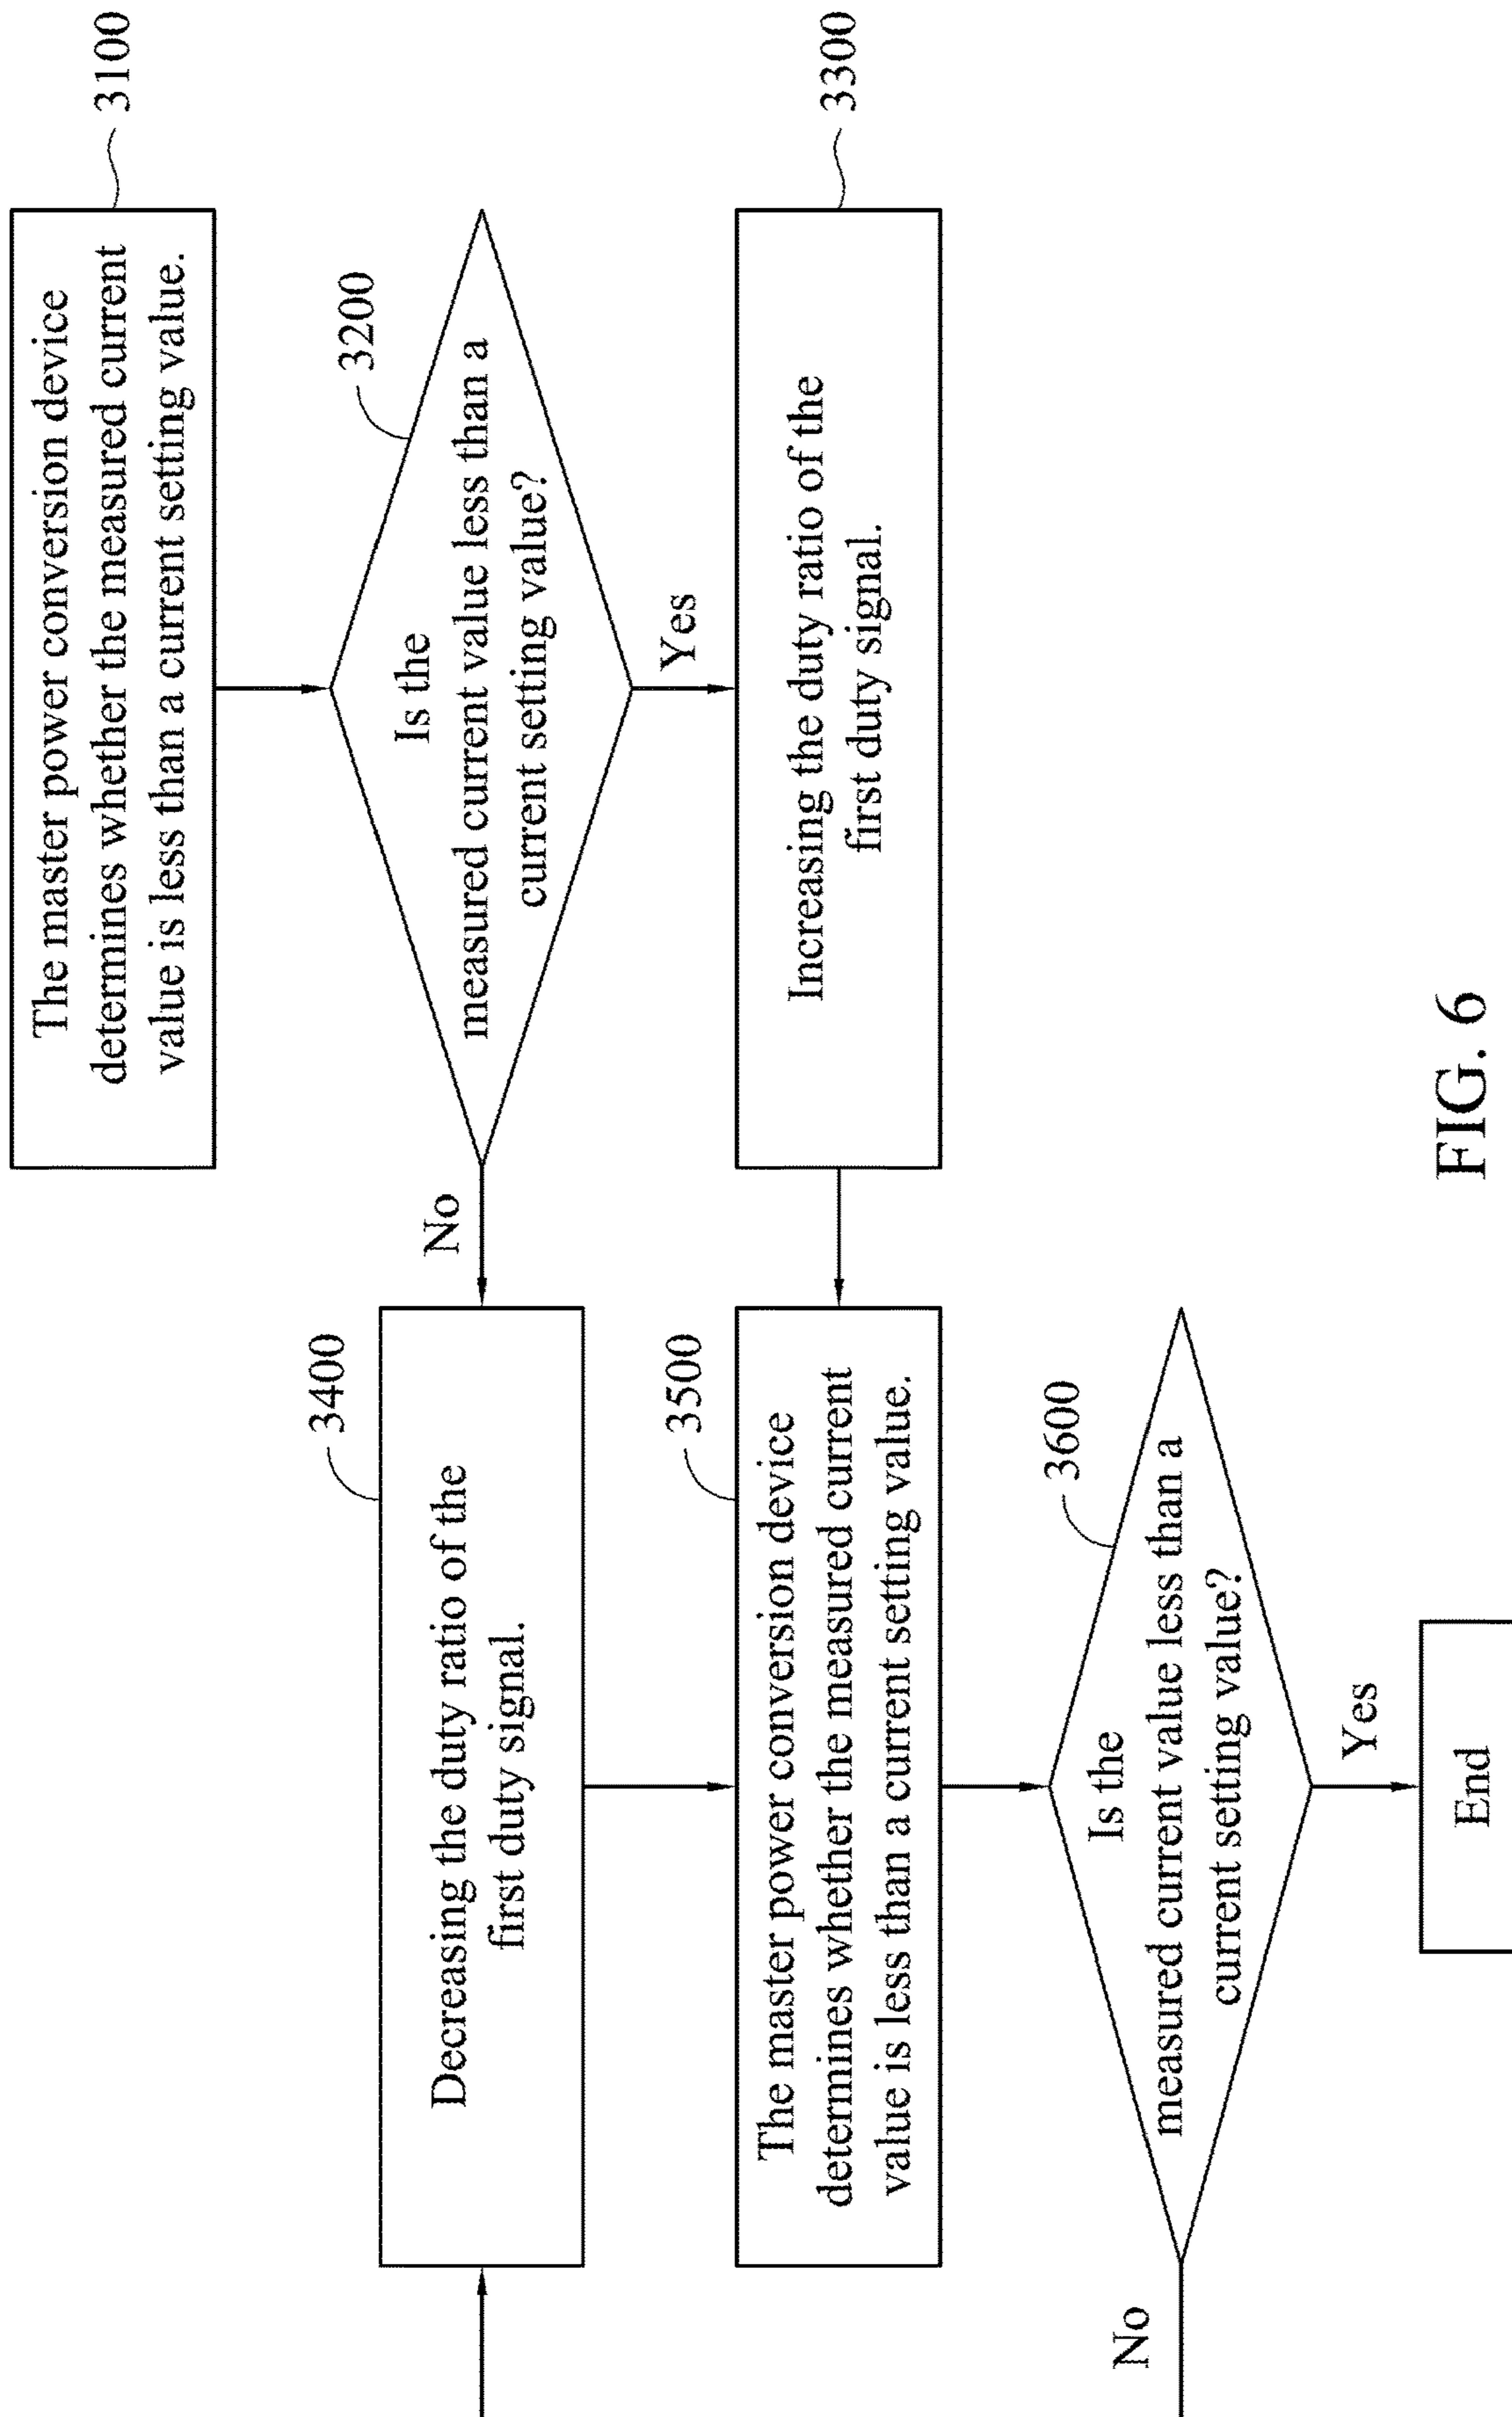 3100
The master power conversion device
determines whether the measured current
value is less than a current setting value.
3200
Is the
measured current value less than a
current setting value?
No
Yes
3300
Increasing the duty ratio of the
first duty signal.
3400
Decreasing the duty ratio of the
first duty signal.
3500
The master power conversion device
determines whether the measured current
value is less than a current setting value.
3600
Is the
measured current value less than a
current setting value?
No
Yes
End
FIG. 6